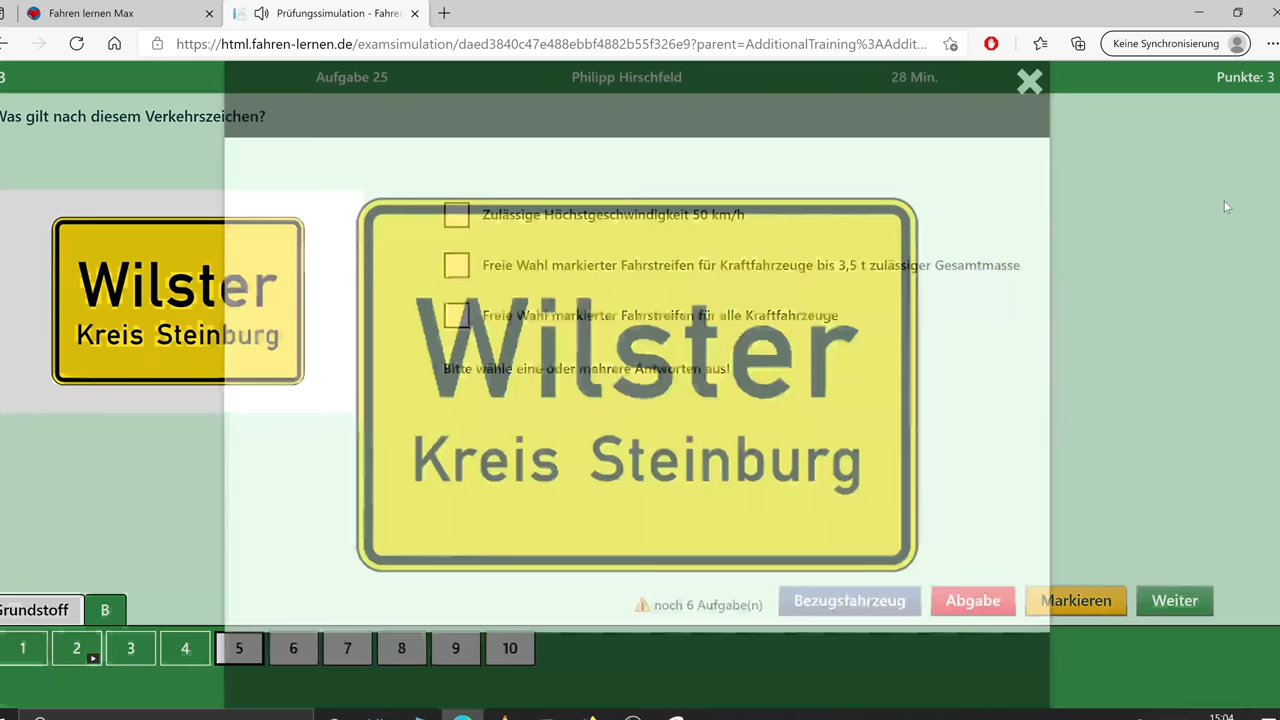 Fahren lernen Max
Prüfungssimulation - Fahre
https://html.fahren-lernen.de/examsimulation/daed3840c47e488ebbf4882b55f326e9?parent=AdditionalTraining%3AAddit...
Keine Synchronisierung
3
Aufgabe 25
Philipp Hirschfeld
28 Min.
Punkte: 3
Was gilt nach diesem Verkehrszeichen?
Wilster
Kreis Steinburg
Zulässige Höchstgeschwindigkeit 50 km/h
Freie Wahl markierter Fahrstreifen für Kraftfahrzeuge bis 3,5 t zulässiger Gesamtmasse
Freie Wahl markierter Fahrstreifen für alle Kraftfahrzeuge
Bitte wähle eine oder mehrare Antworten aus!
Wilster
Kreis Steinburg
noch 6 Aufgabe(n)
Bezugsfahrzeug
Abgabe
Markieren
Weiter
Grundstoff
B
1 2 3 4 5 6 7 8 9 10
15:04